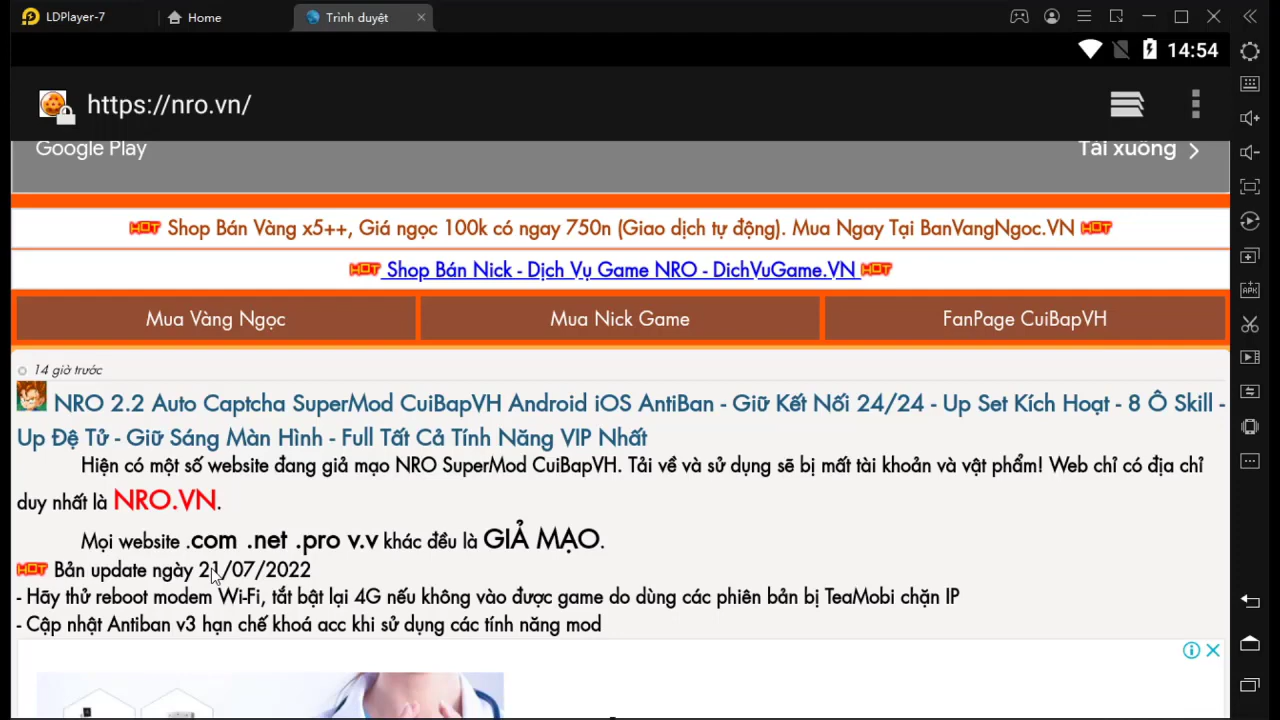 LDPlayer-7
Home
Trình duyệt
14:54
https://nro.vn/
Google Play
Tải xuống
HOT Shop Bán Vàng x5++, Giá ngọc 100k có ngay 750n (Giao dịch tự động). Mua Ngay Tại BanVangNgoc.VN HOT
HOT Shop Bán Nick - Dịch Vụ Game NRO - DichVuGame.VN HOT
Mua Vàng Ngọc
Mua Nick Game
FanPage CuiBapVH
14 giờ trước
NRO 2.2 Auto Captcha SuperMod CuiBapVH Android iOS AntiBan - Giữ Kết Nối 24/24 - Up Set Kích Hoạt - 8 Ô Skill -
Up Đệ Tử - Giữ Sáng Màn Hình - Full Tất Cả Tính Năng VIP Nhất
Hiện có một số website đang giả mạo NRO SuperMod CuiBapVH. Tải về và sử dụng sẽ bị mất tài khoản và vật phẩm! Web chỉ có địa chỉ
duy nhất là NRO.VN.
Mọi website .com .net .pro v.v khác đều là GIẢ MẠO.
HOT Bản update ngày 21/07/2022
- Hãy thử reboot modem Wi-Fi, tắt bật lại 4G nếu không vào được game do dùng các phiên bản bị TeaMobi chặn IP
- Cập nhật Antiban v3 hạn chế khoá acc khi sử dụng các tính năng mod
APK